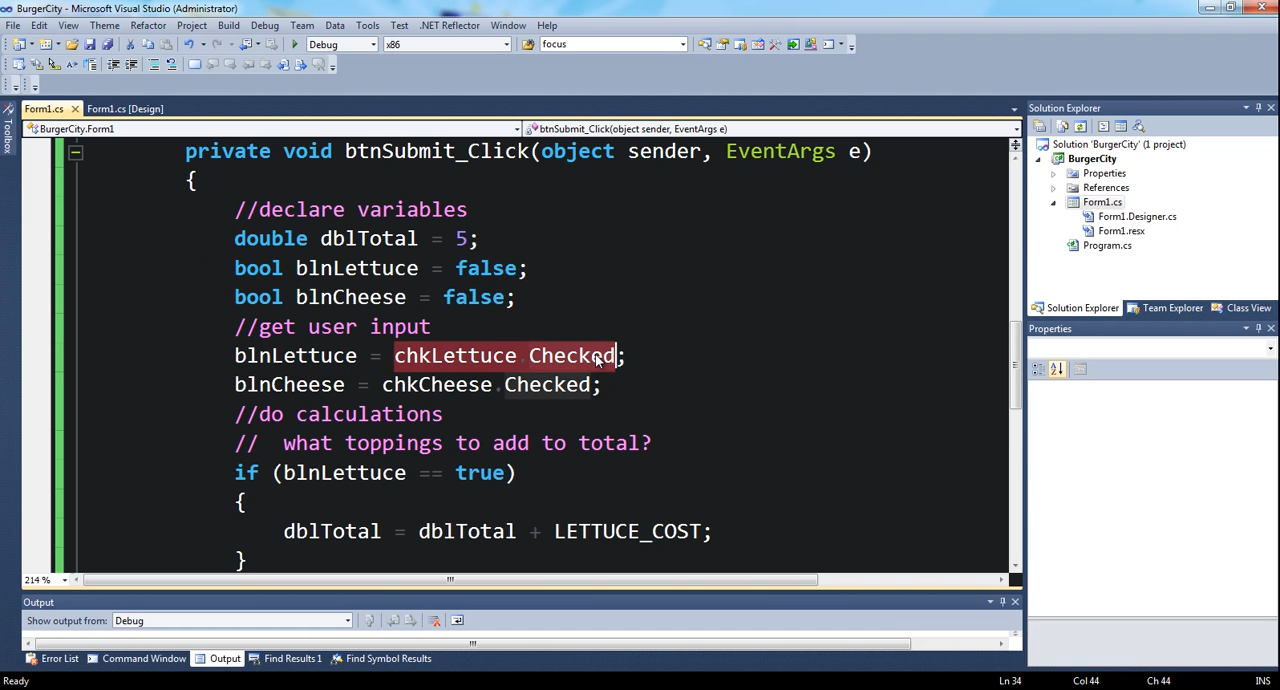 BurgerCity - Microsoft Visual Studio (Administrator)
File Edit View Theme Refactor Project Build Debug Team Data Tools Test .NET Reflector Window Help
Debug x86 focus
Form1.cs Form1.cs [Design]
BurgerCity.Form1 btnSubmit_Click(object sender, EventArgs e)
private void btnSubmit_Click(object sender, EventArgs e)
{
//declare variables
double dblTotal = 5;
bool blnLettuce = false;
bool blnCheese = false;
//get user input
blnLettuce = chkLettuce.Checked;
blnCheese = chkCheese.Checked;
//do calculations
//  what toppings to add to total?
if (blnLettuce == true)
{
dblTotal = dblTotal + LETTUCE_COST;
}
214 %
Output
Show output from: Debug
Error List Command Window Output Find Results 1 Find Symbol Results
Ready Ln 34 Col 44 Ch 44 INS
Toolbox
Solution Explorer
Solution 'BurgerCity' (1 project)
BurgerCity
Properties
References
Form1.cs
Form1.Designer.cs
Form1.resx
Program.cs
Solution Explorer Team Explorer Class View
Properties